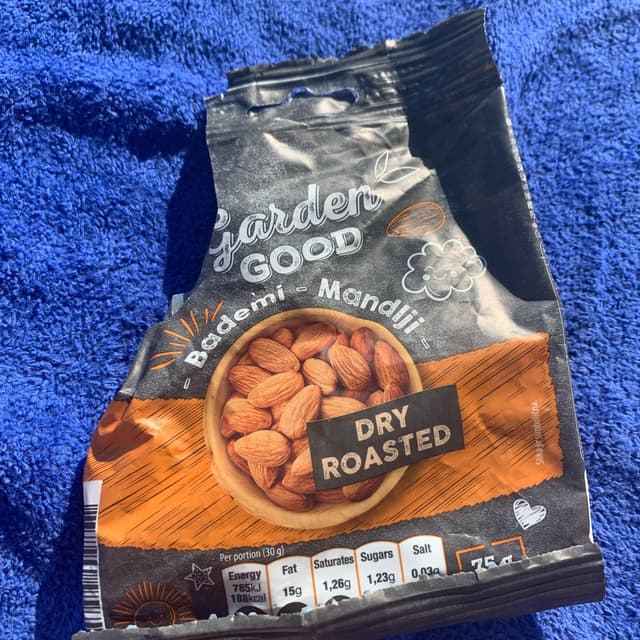 Garden
GOOD
- Bademi - Mandlji -
DRY
ROASTED
Per portion (30 g)
Energy
785kJ
188kcal
Fat
15g
Saturates
1,26g
Sugars
1,23g
Salt
0,03g
75g